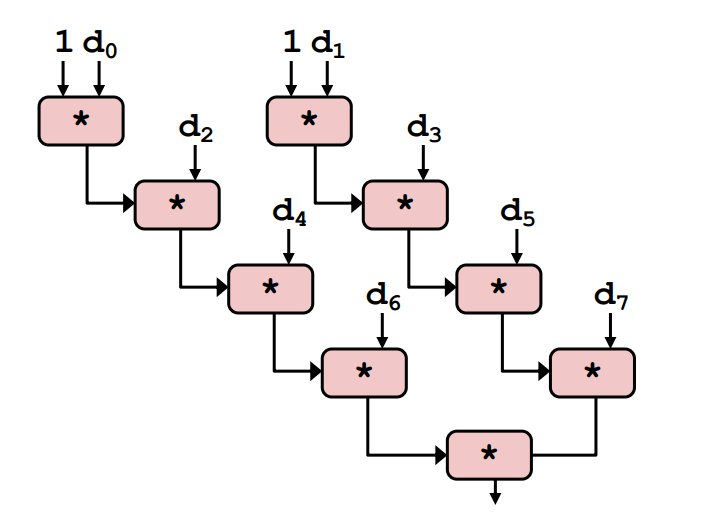 1 d₀ 1 d₁
* *
d₂ d₃
* *
d₄ d₅
* *
d₆ d₇
* *
*